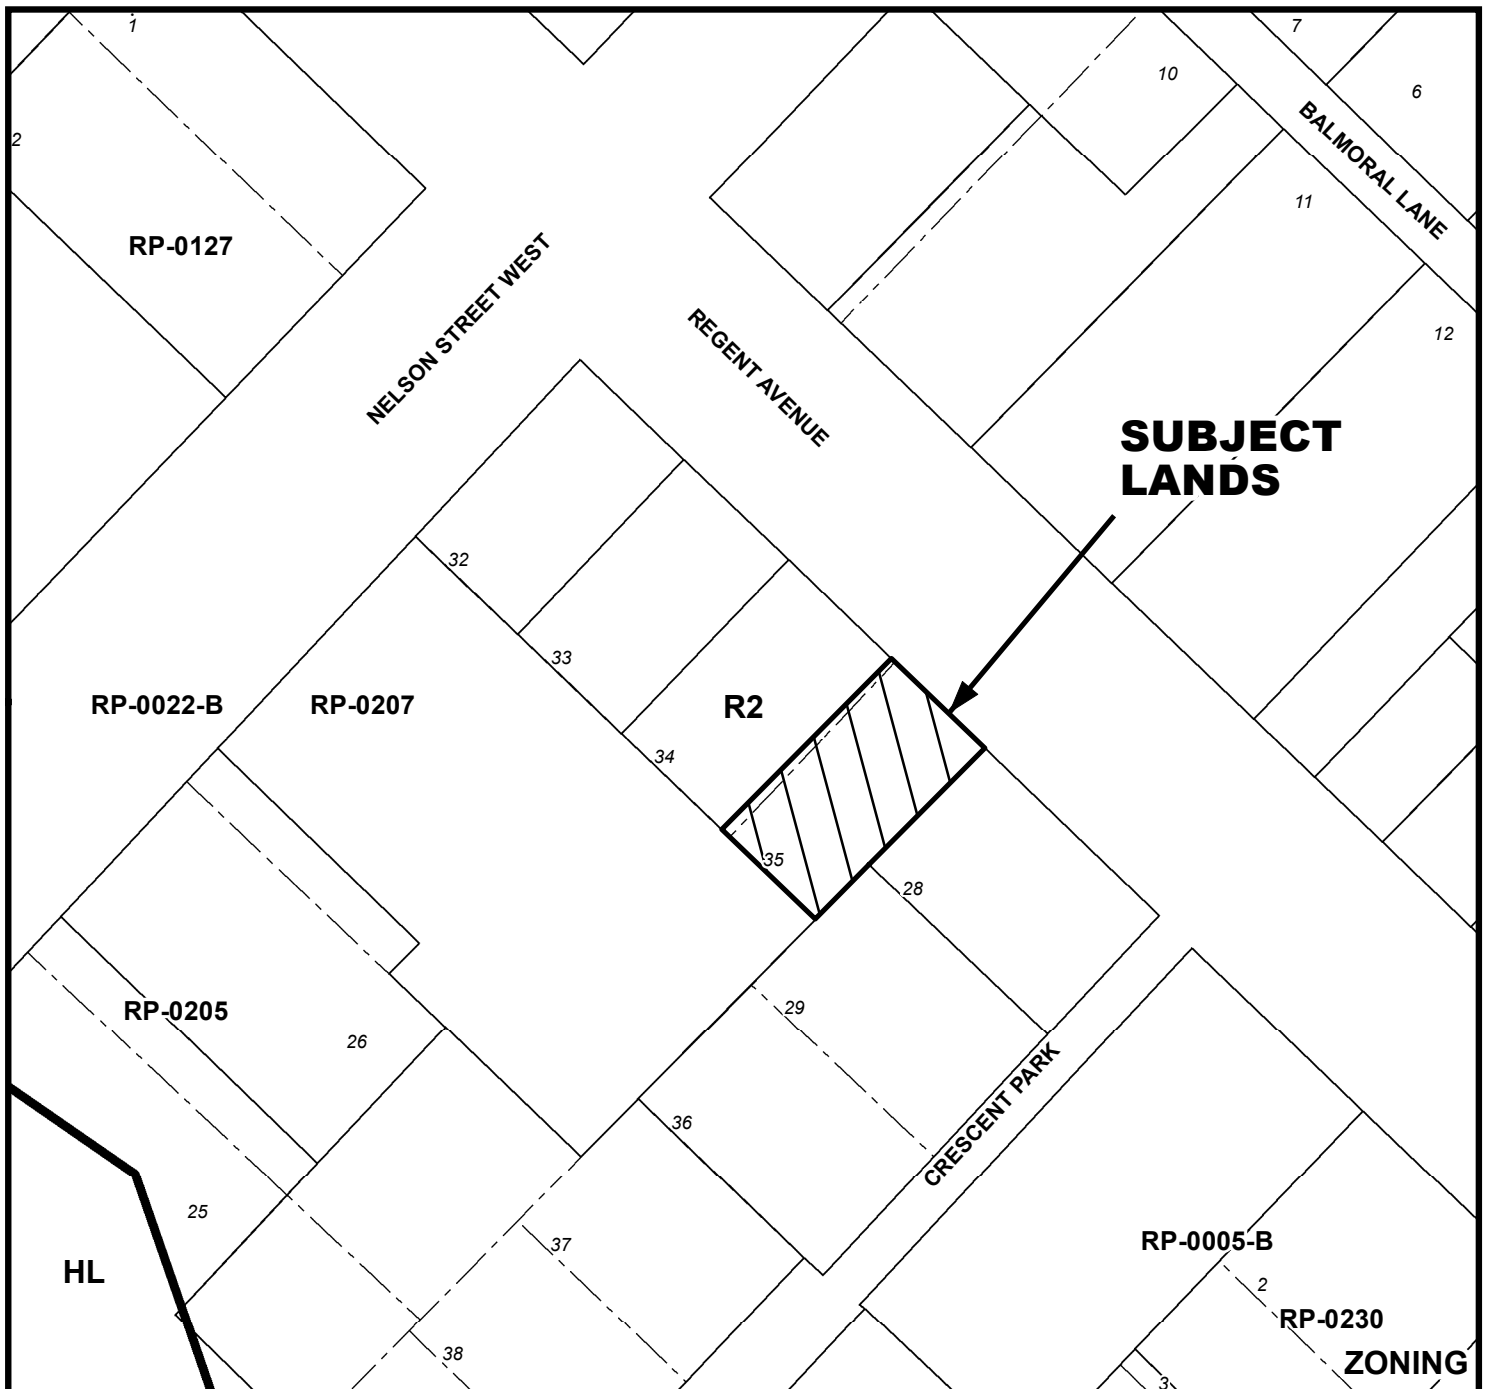 1
7
10
6
2
BALMORAL LANE
11
RP-0127
NELSON STREET WEST
REGENT AVENUE
12
SUBJECT
LANDS
32
33
RP-0022-B
RP-0207
R2
34
35
28
29
RP-0205
26
CRESCENT PARK
36
25
37
RP-0005-B
HL
2
RP-0230
38
ZONING
3